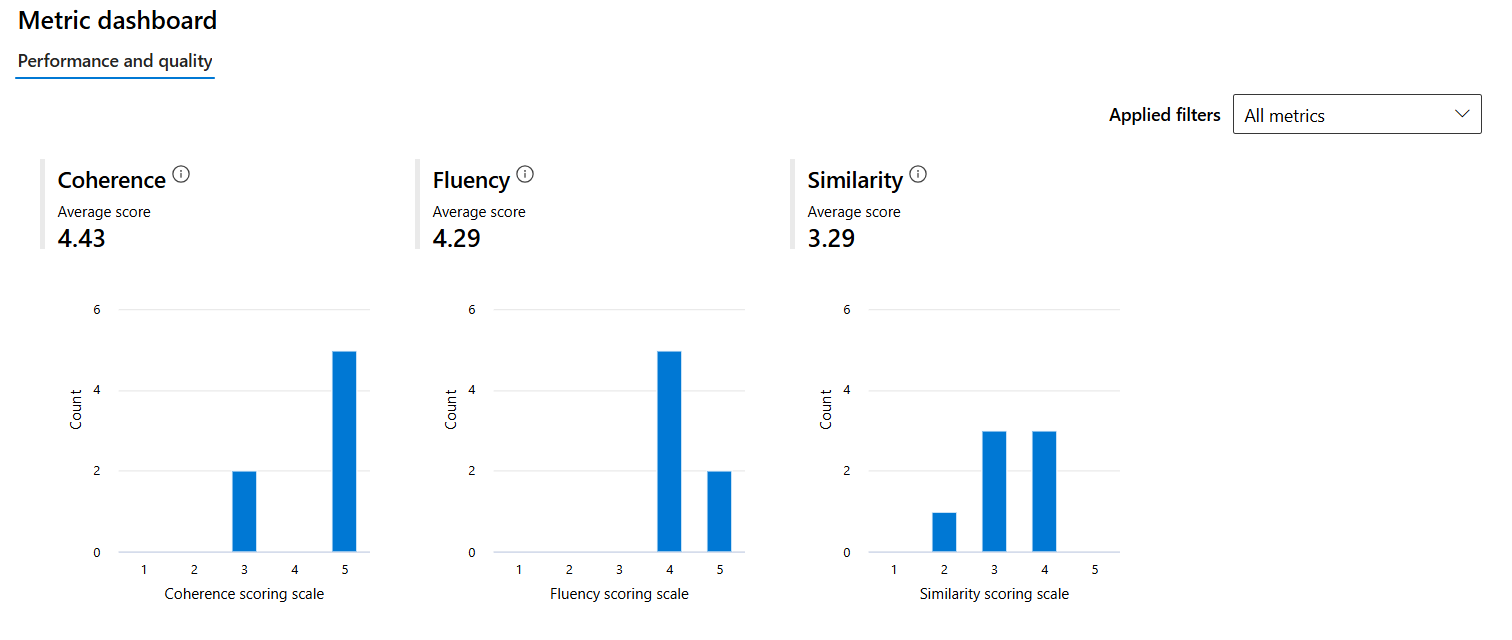 Metric dashboard
Performance and quality
Applied filters All metrics
Coherence
Average score
4.43
6
4
2
0
Count
1 2 3 4 5
Coherence scoring scale
Fluency
Average score
4.29
6
4
2
0
Count
1 2 3 4 5
Fluency scoring scale
Similarity
Average score
3.29
6
4
2
0
Count
1 2 3 4 5
Similarity scoring scale